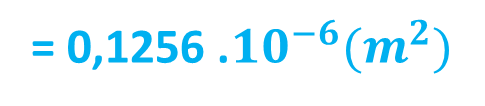 = 0,1256 .10⁻⁶(m²)